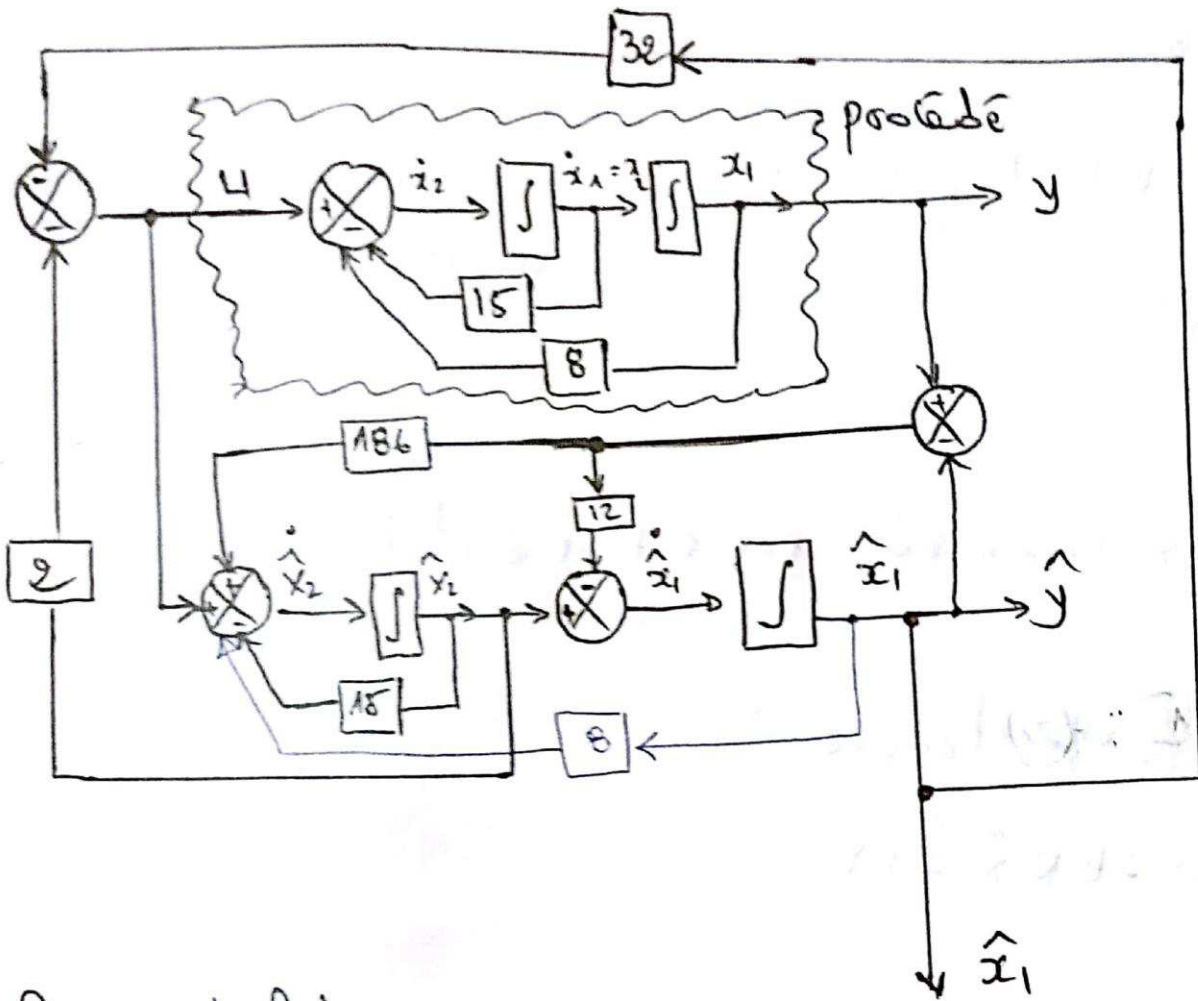 32
procédé
- -
u + - ẋ2 ∫ ẋ1 = x2 ∫ x1 y
15
8
186
+ -
12
2
+ + - x̂̇2 ∫ x̂2 + - x̂̇1 ∫ x̂1 ŷ
15
8
x̂1